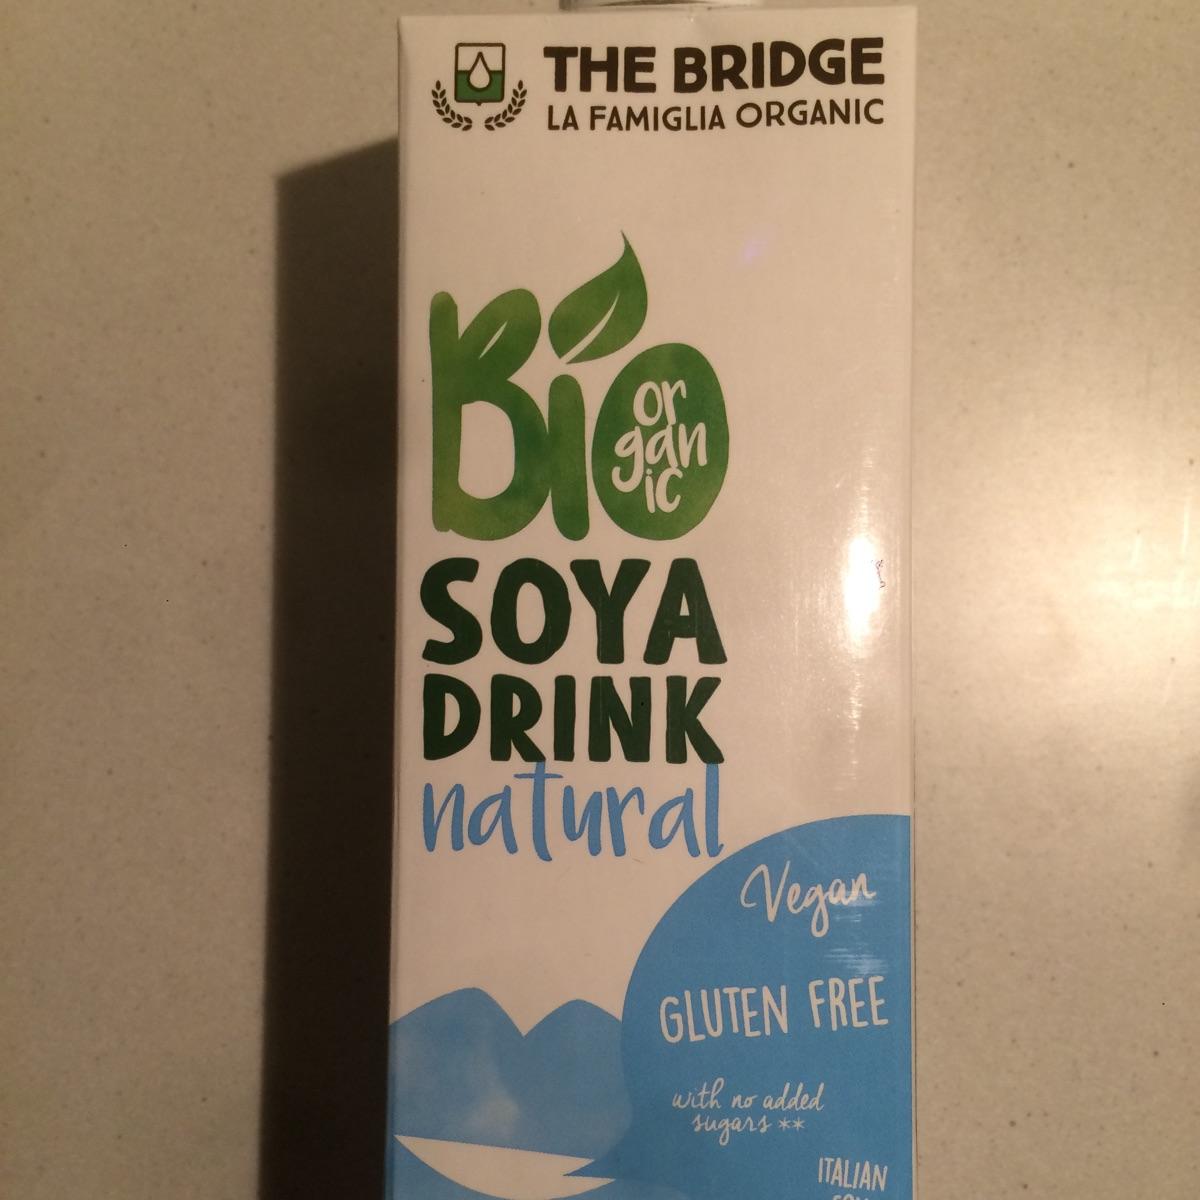 THE BRIDGE
LA FAMIGLIA ORGANIC
Bio
or
gan
ic
SOYA
DRINK
natural
Vegan
GLUTEN FREE
with no added
sugars **
ITALIAN